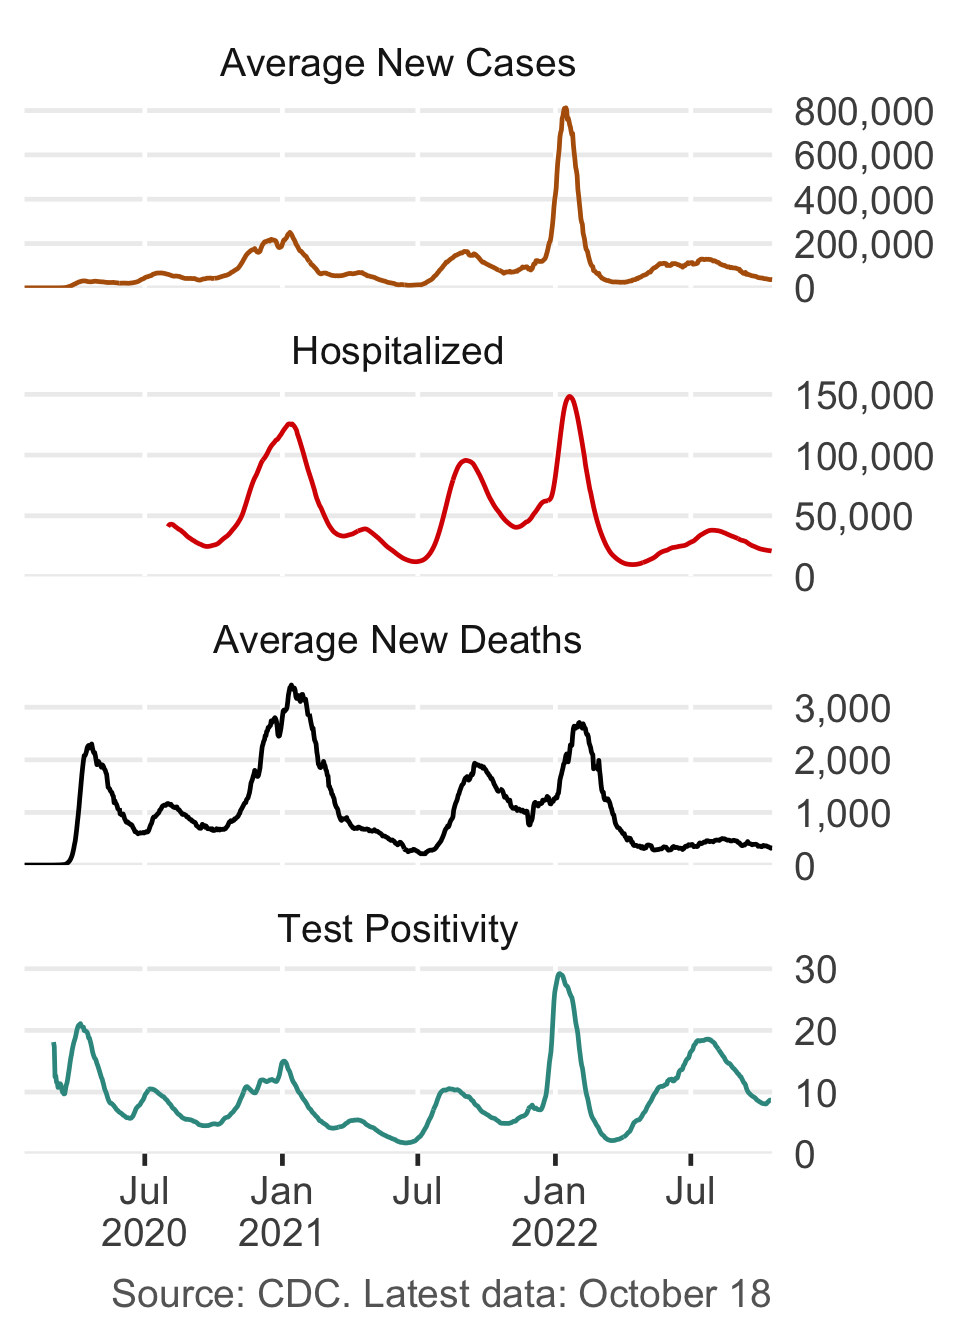 Average New Cases
800,000
600,000
400,000
200,000
0
Hospitalized
150,000
100,000
50,000
0
Average New Deaths
3,000
2,000
1,000
0
Test Positivity
30
20
10
0
Jul Jan Jul Jan Jul
2020 2021 2022
Source: CDC. Latest data: October 18